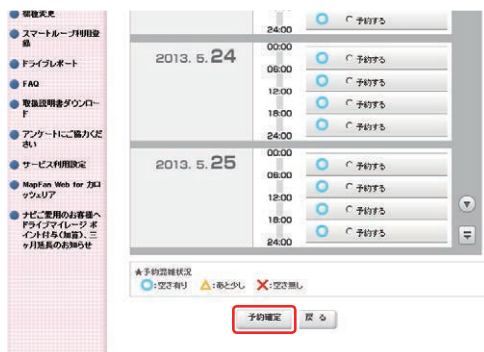 機種変更
スマートループ利用登
録
ドライブレポート
FAQ
取扱説明書ダウンロー
ド
アンケートにご協力くだ
さい
サービス利用設定
MapFan Web for カロ
ッツェリア
ナビご愛用のお客様へ
ドライブマイレージ ポ
イント付与(加算)、三
ヶ月延長のお知らせ
予約する
24:00
2013. 5. 24
00:00
予約する
06:00
予約する
12:00
予約する
18:00
予約する
24:00
2013. 5. 25
00:00
予約する
06:00
予約する
12:00
予約する
18:00
予約する
24:00
★予約混雑状況
:空き有り :あと少し :空き無し
予約確定 戻る